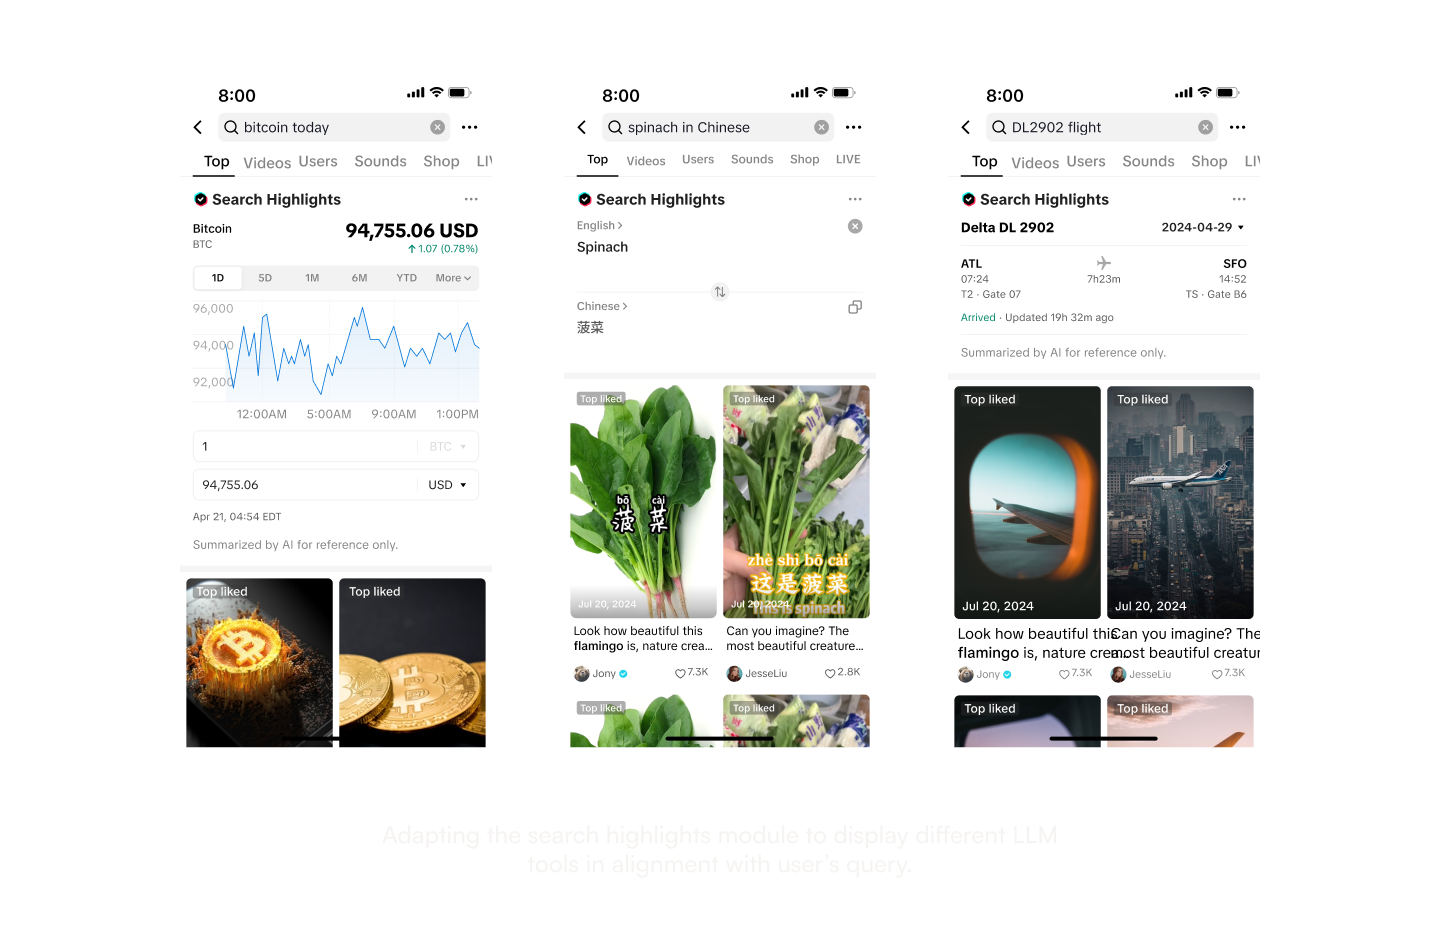 8:00
bitcoin today
Top Videos Users Sounds Shop LIV
Search Highlights
Bitcoin 94,755.06 USD
BTC 1.07 (0.78%)
1D 5D 1M 6M YTD More
96,000
94,000
92,000
12:00AM 5:00AM 9:00AM 1:00PM
1 BTC
94,755.06 USD
Apr 21, 04:54 EDT
Summarized by AI for reference only.
Top liked Top liked
8:00
spinach in Chinese
Top Videos Users Sounds Shop LIVE
Search Highlights
English
Spinach
Chinese
菠菜
Top liked Top liked
bō cài
菠 菜
zhè shì bō cài
这是菠菜
This is spinach
Jul 20, 2024 Jul 20, 2024
Look how beautiful this Can you imagine? The
flamingo is, nature crea... most beautiful creature...
Jony 7.3K JesseLiu 2.8K
Top liked Top liked
8:00
DL2902 flight
Top Videos Users Sounds Shop LIV
Search Highlights
Delta DL 2902 2024-04-29
ATL SFO
07:24 7h23m 14:52
T2 · Gate 07 TS · Gate B6
Arrived · Updated 19h 32m ago
Summarized by AI for reference only.
Top liked Top liked
Jul 20, 2024 Jul 20, 2024
Look how beautiful this Can you imagine? The
flamingo is, nature crea... most beautiful creatur
Jony 7.3K JesseLiu 7.3K
Top liked Top liked
Adapting the search highlights module to display different LLM
tools in alignment with user's query.